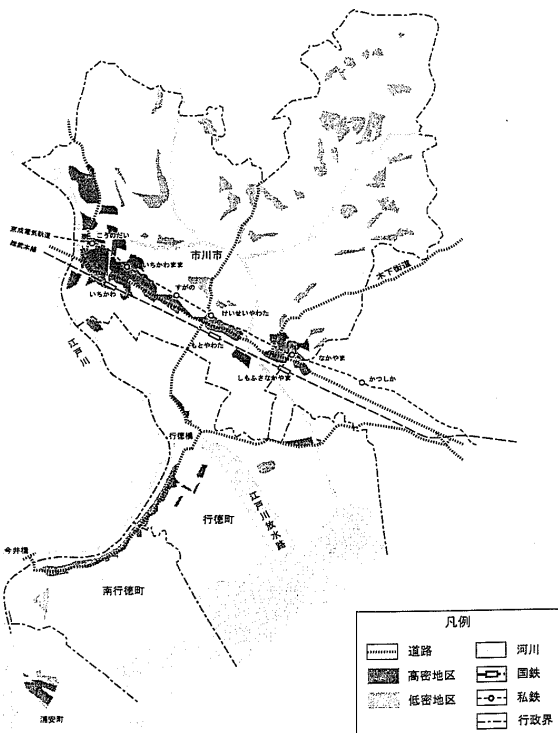 京成電気軌道
総武本線
こうのだい
市川市
いちかわまま
すがの
いちかわ
けいせいやわた
木下街道
もとやわた
なかやま
しもふさなかやま
かつしか
江戸川
行徳橋
行徳町
江戸川放水路
今井橋
南行徳町
浦安町
凡例
道路
河川
高密地区
国鉄
低密地区
私鉄
行政界